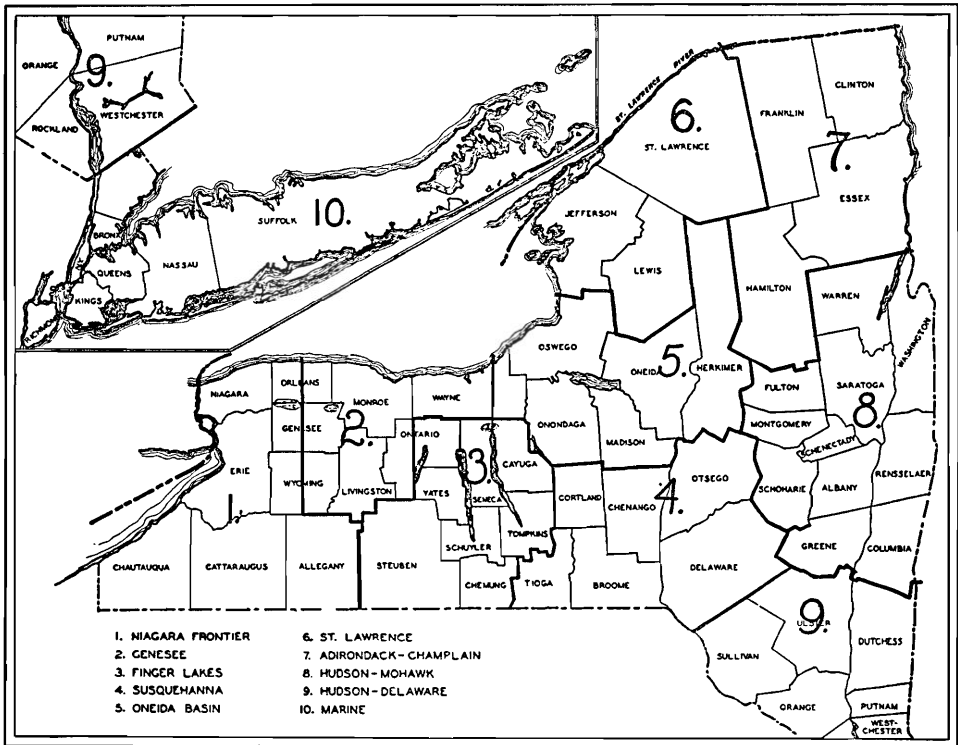 PUTNAM
ORANGE
9.
WESTCHESTER
ROCKLAND
BRONX
QUEENS
KINGS
RICHMOND
NASSAU
SUFFOLK
10.
ST. LAWRENCE RIVER
6.
ST. LAWRENCE
FRANKLIN
CLINTON
7.
ESSEX
JEFFERSON
LEWIS
HAMILTON
WARREN
WASHINGTON
OSWEGO
ONEIDA
5.
HERKIMER
FULTON
SARATOGA
8.
MONTGOMERY
SCHENECTADY
NIAGARA
ORLEANS
MONROE
WAYNE
GENESEE
2.
ONTARIO
ONONDAGA
MADISON
OTSEGO
SCHOHARIE
ALBANY
RENSSELAER
ERIE
1
WYOMING
LIVINGSTON
YATES
3.
SENECA
CAYUGA
CORTLAND
CHENANGO
4.
TOMPKINS
SCHUYLER
GREENE
COLUMBIA
CHAUTAUQUA
CATTARAUGUS
ALLEGANY
STEUBEN
CHEMUNG
TIOGA
BROOME
DELAWARE
9.
ULSTER
DUTCHESS
SULLIVAN
ORANGE
PUTNAM
WEST-
CHESTER
1. NIAGARA FRONTIER
2. GENESEE
3. FINGER LAKES
4. SUSQUEHANNA
5. ONEIDA BASIN
6. ST. LAWRENCE
7. ADIRONDACK-CHAMPLAIN
8. HUDSON-MOHAWK
9. HUDSON-DELAWARE
10. MARINE